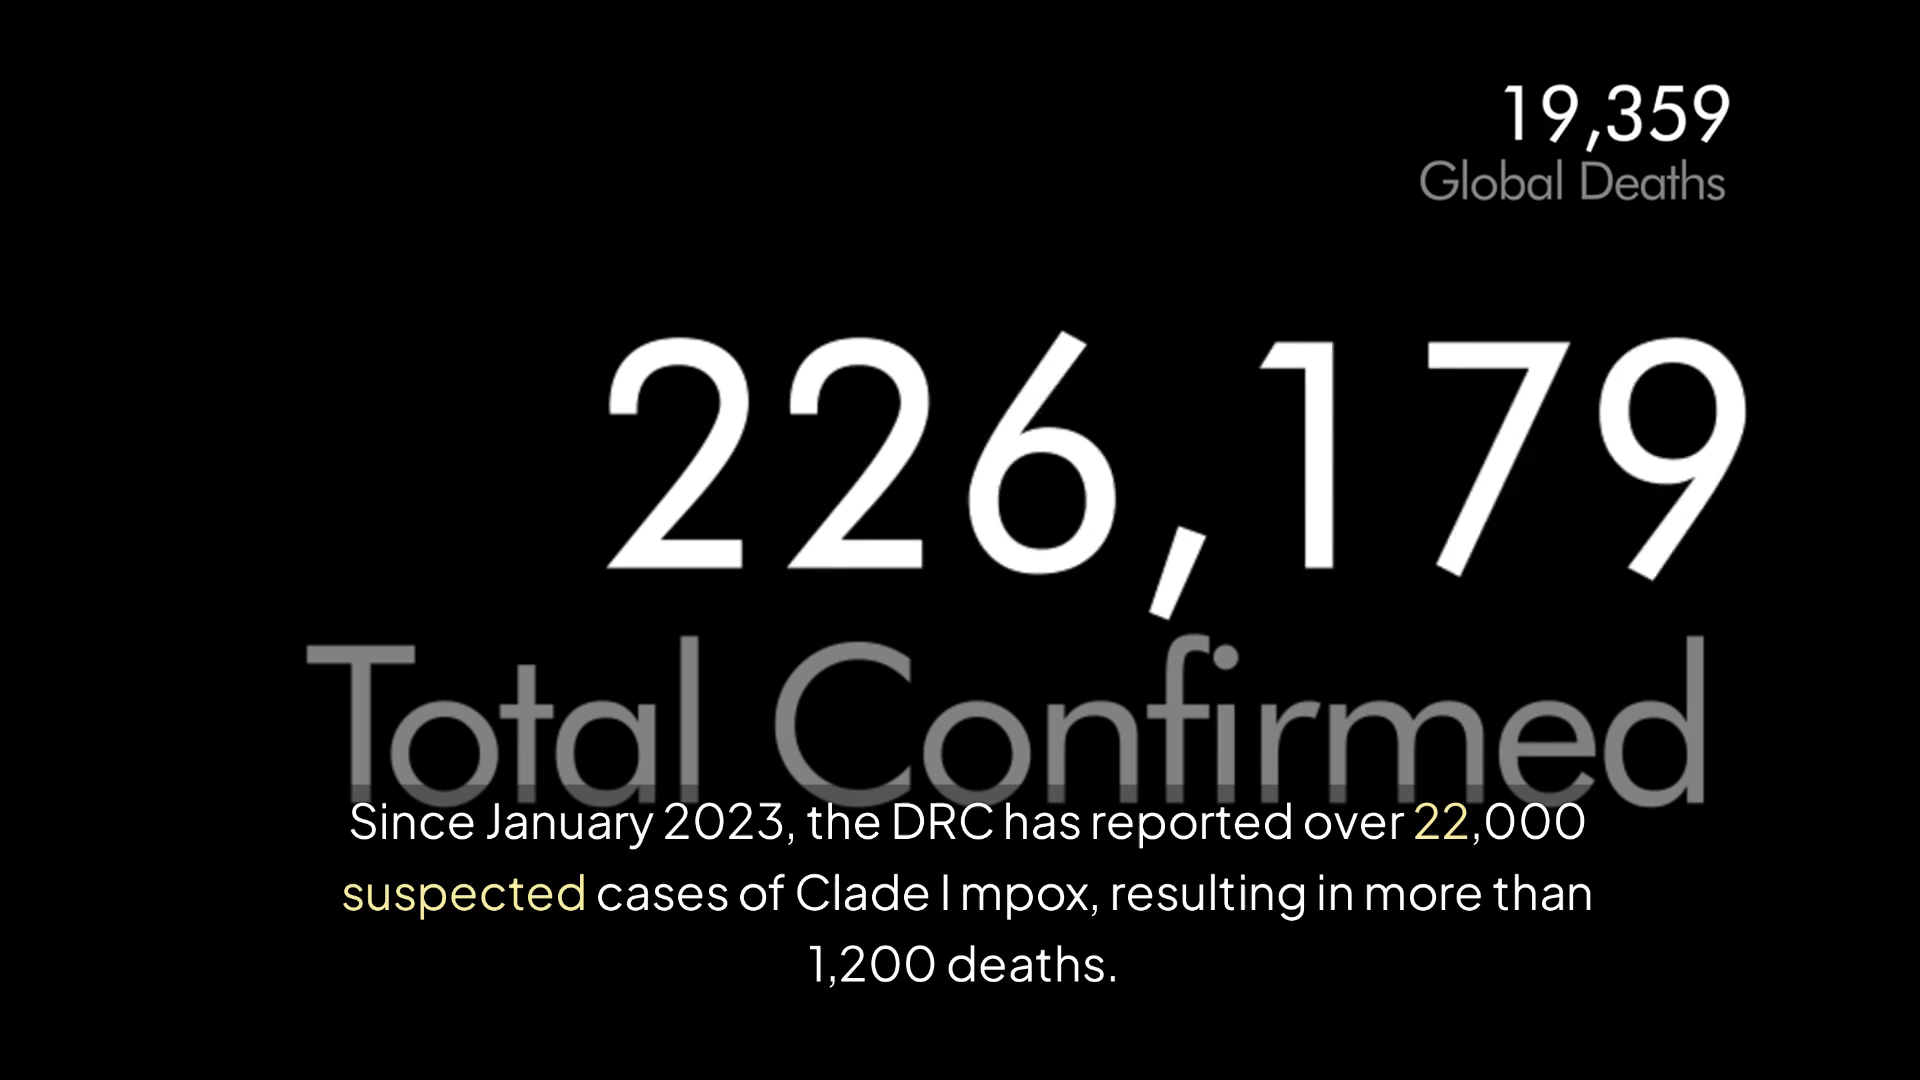 19,359
Global Deaths
226,179
Total Confirmed
Since January 2023, the DRC has reported over 22,000
suspected cases of Clade I mpox, resulting in more than
1,200 deaths.